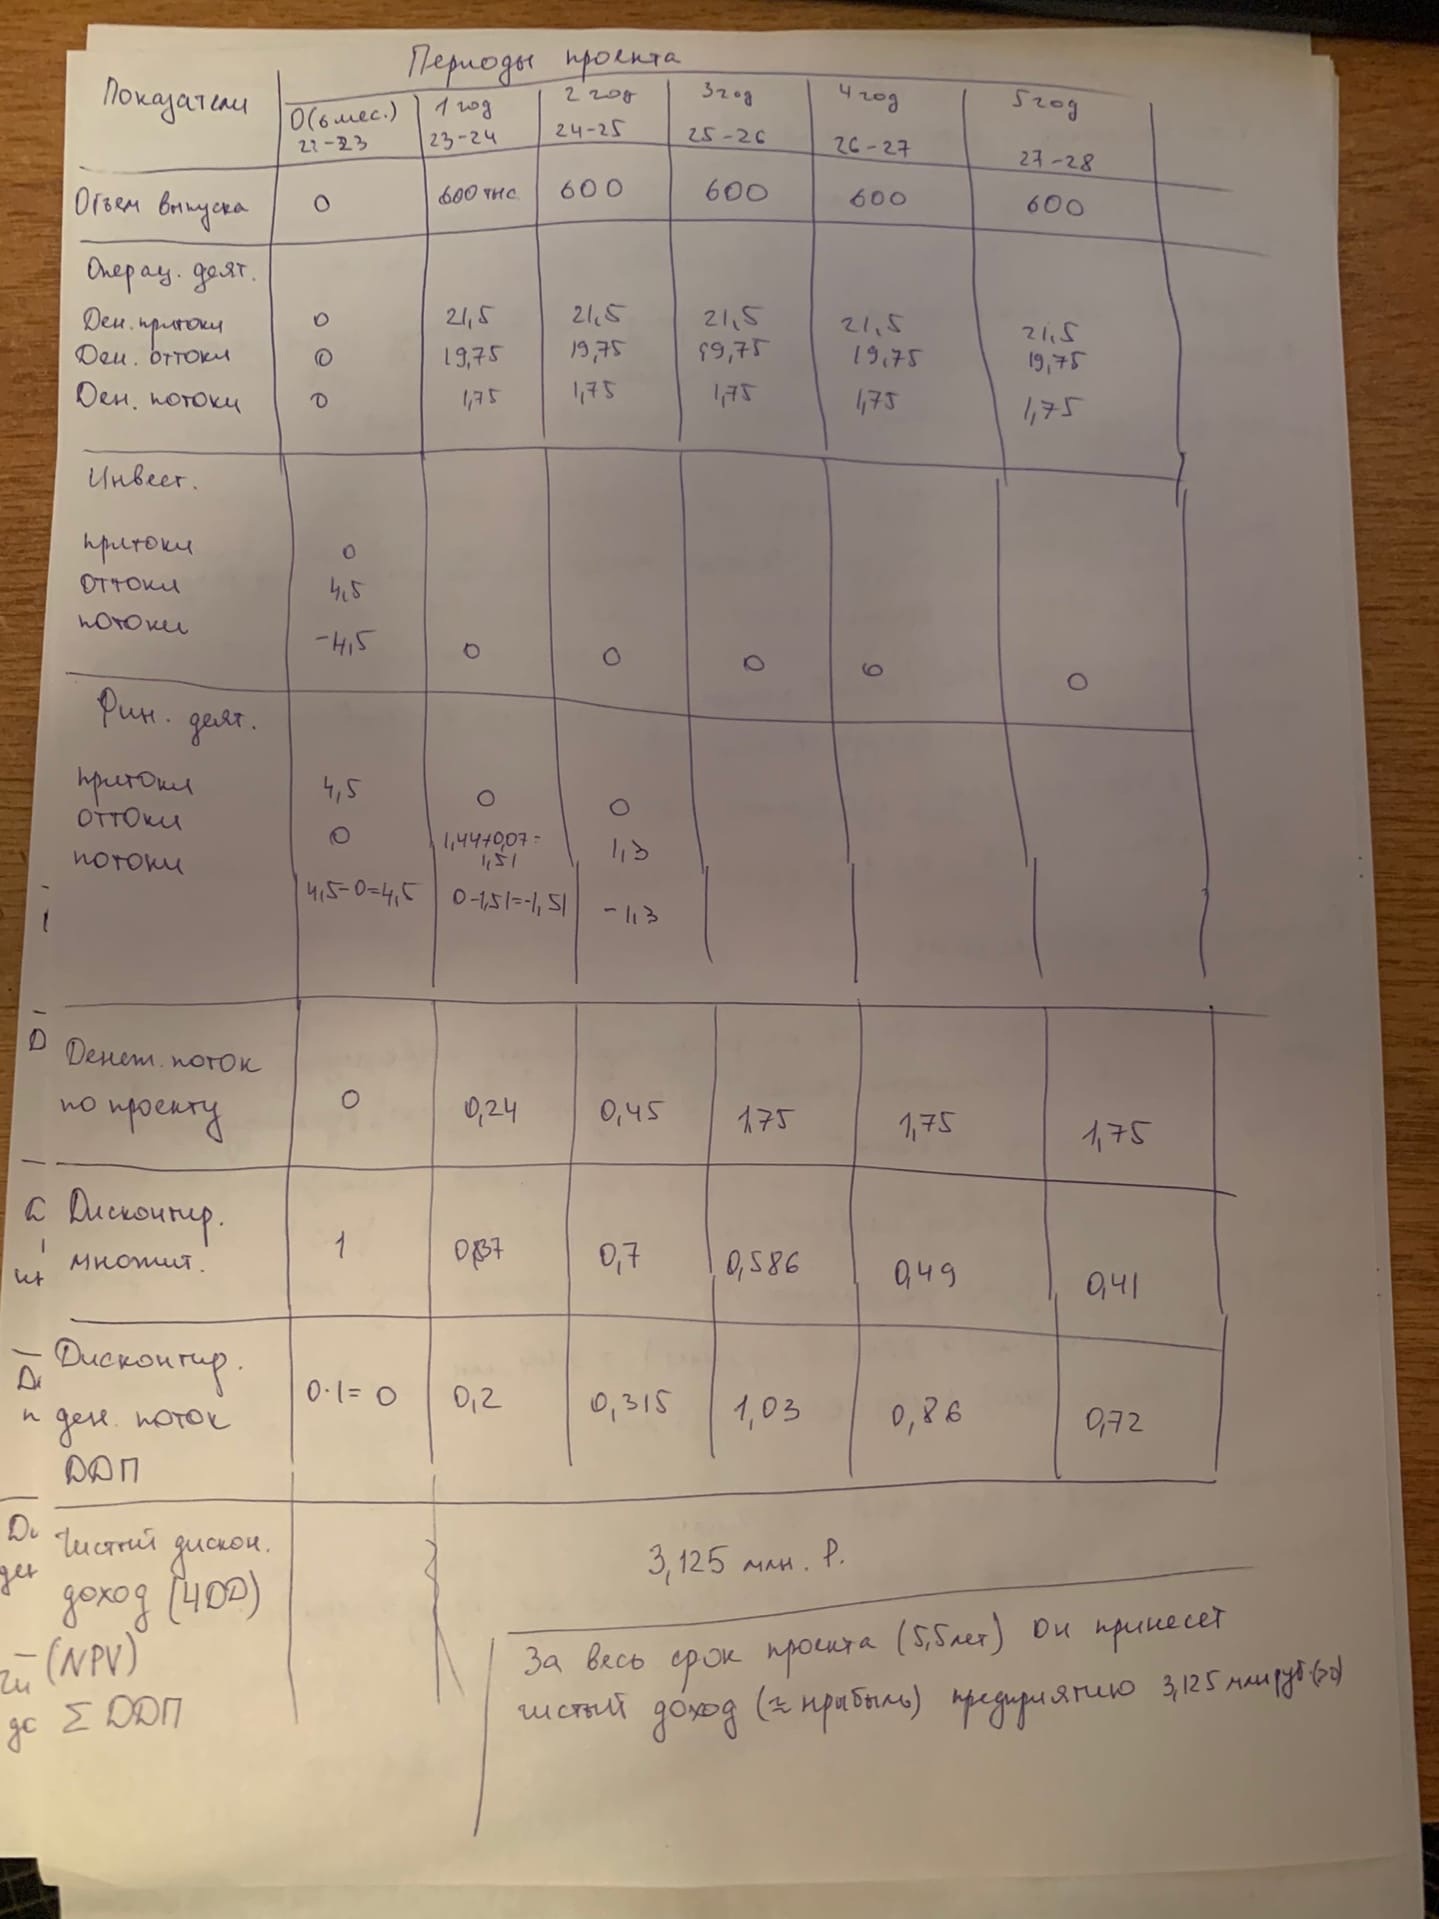 Периоды проекта
Показатели
0 (6 мес.) 1 год 2 год 3 год 4 год 5 год
22-23 23-24 24-25 25-26 26-27 27-28
Объем выпуска 0 600 тыс. 600 600 600 600
Операц. деят.
Ден. притоки 0 21,5 21,5 21,5 21,5 21,5
Ден. оттоки 0 19,75 19,75 19,75 19,75 19,75
Ден. потоки 0 1,75 1,75 1,75 1,75 1,75
Инвест.
притоки 0
оттоки 4,5
потоки -4,5 0 0 0 0 0
Фин. деят.
притоки 4,5 0 0
оттоки 0 1,44+0,07= 1,3
1,51
потоки
4,5-0=4,5 0-1,51=-1,51 -1,3
Денеж. поток
по проекту 0 0,24 0,45 1,75 1,75 1,75
Дисконтир.
множит. 1 0,837 0,7 0,586 0,49 0,41
Дисконтир.
ден. поток 0·1=0 0,2 0,315 1,03 0,86 0,72
ДДП
Чистый дискон. 3,125 млн. р.
доход (ЧДД)
(NPV)
Σ ДДП
За весь срок проекта (5,5 лет) он принесет
чистый доход (≈ прибыль) предприятию 3,125 млн руб (>0)